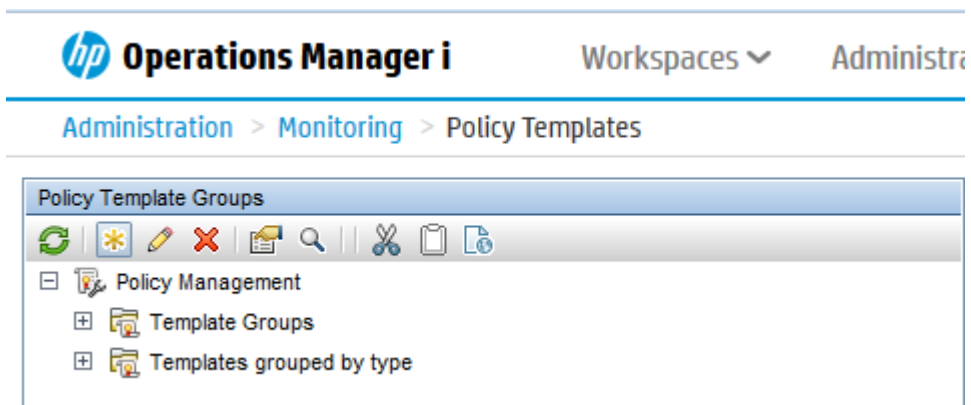 hp Operations Manager i Workspaces Administra
Administration > Monitoring > Policy Templates
Policy Template Groups
Policy Management
Template Groups
Templates grouped by type